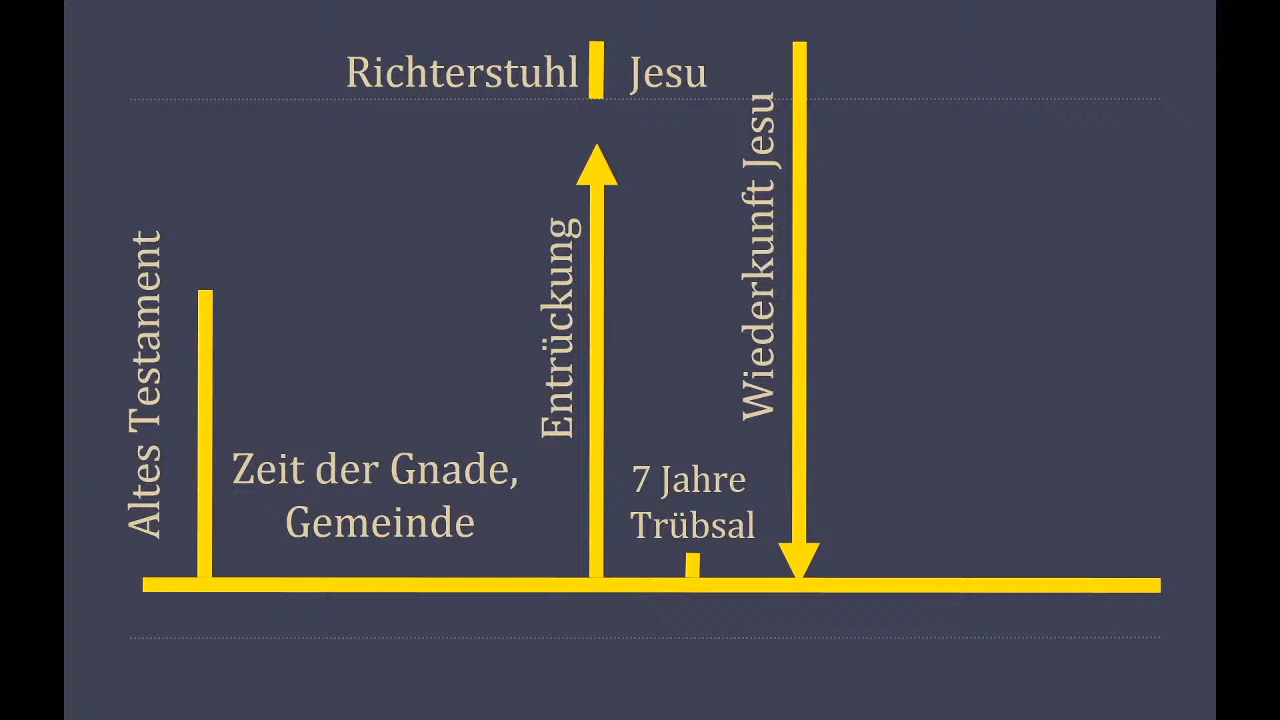 Richterstuhl Jesu
Altes Testament
Zeit der Gnade,
Gemeinde
Entrückung
7 Jahre
Trübsal
Wiederkunft Jesu